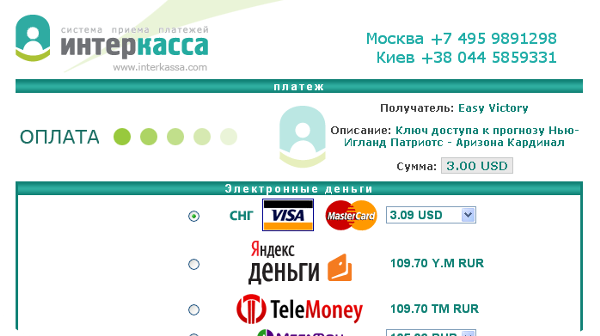 система приема платежей
ИНТЕРКАССА
www.interkassa.com
Москва +7 495 9891298
Киев +38 044 5859331
платеж
ОПЛАТА
Получатель: Easy Victory
Описание: Ключ доступа к прогнозу Нью-
Игланд Патриотс - Аризона Кардинал
Сумма: 3.00 USD
Электронные деньги
СНГ VISA MasterCard 3.09 USD
Яндекс
деньги 109.70 Y.M RUR
TeleMoney 109.70 TM RUR